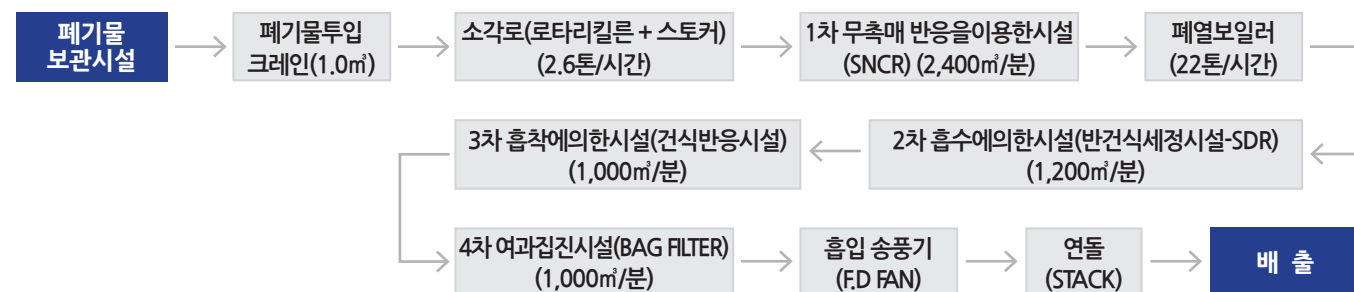 폐기물
보관시설
폐기물투입
크레인(1.0㎥)
소각로(로타리킬른 + 스토커)
(2.6톤/시간)
1차 무촉매 반응을이용한시설
(SNCR) (2,400㎥/분)
폐열보일러
(22톤/시간)
2차 흡수에의한시설(반건식세정시설-SDR)
(1,200㎥/분)
3차 흡착에의한시설(건식반응시설)
(1,000㎥/분)
4차 여과집진시설(BAG FILTER)
(1,000㎥/분)
흡입 송풍기
(F.D FAN)
연돌
(STACK)
배 출